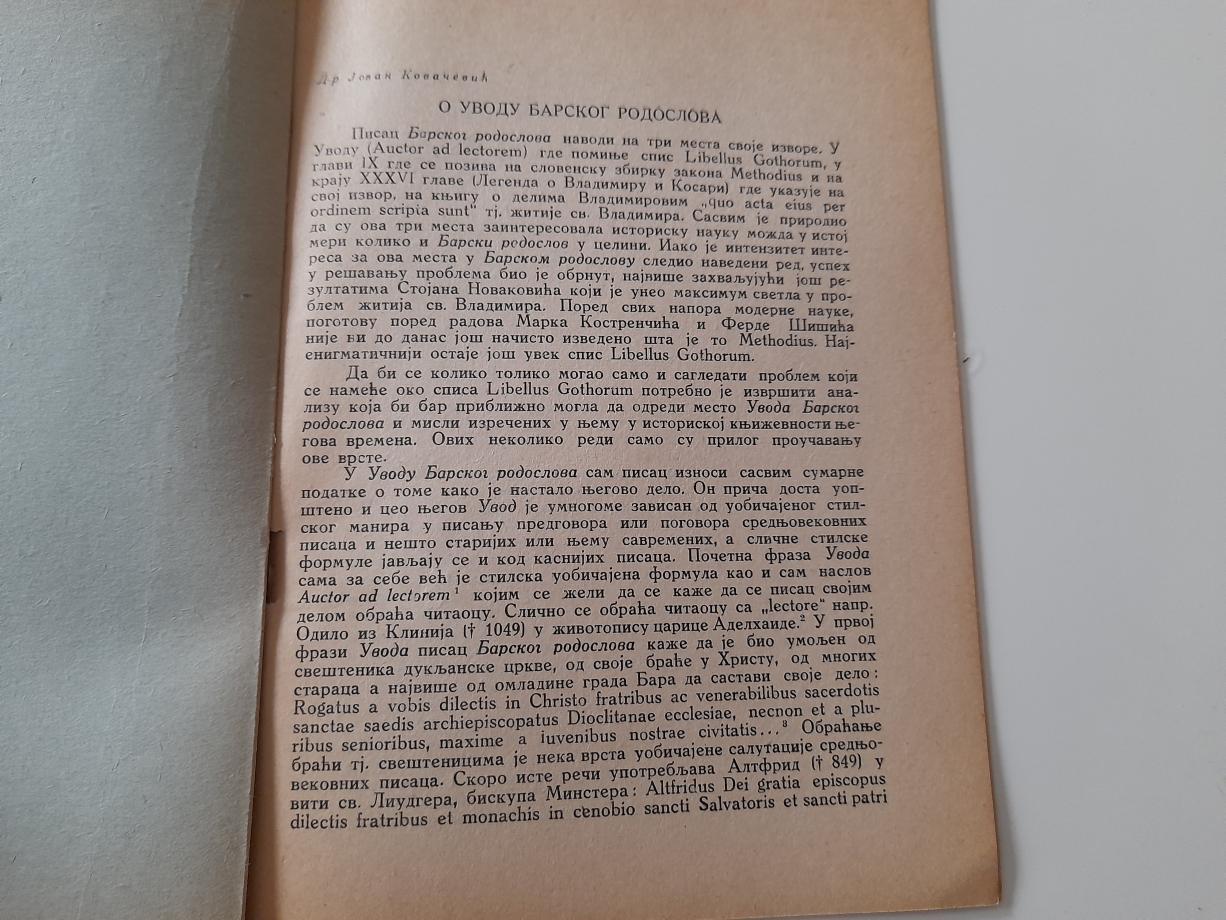 Др Јован Ковачевић
О УВОДУ БАРСКОГ РОДОСЛОВА
Писац Барског родослова наводи на три места своје изворе. У
Уводу (Auctor ad lectorem) где помиње спис Libellus Gothorum, у
глави IX где се позива на словенску збирку закона Methodius и на
крају XXXVI главе (Легенда о Владимиру и Косари) где указује на
свој извор, на књигу о делима Владимировим „quo acta eius per
ordinem scripta sunt“ тј. житије св. Владимира. Сасвим је природно
да су ова три места заинтересовала историску науку можда у истој
мери колико и Барски родослов у целини. Иако је интензитет инте-
реса за ова места у Барском родослову следио наведени ред, успех
у решавању проблема био је обрнут, највише захваљујући још ре-
зултатима Стојана Новаковића који је унео максимум светла у про-
блем житија св. Владимира. Поред свих напора модерне науке,
поготову поред радова Марка Костренчића и Ферде Шишића
није ни до данас још начисто изведено шта је то Methodius. Нај-
енигматичнији остаје још увек спис Libellus Gothorum.
Да би се колико толико могао само и сагледати проблем који
се намеће око списа Libellus Gothorum потребно је извршити ана-
лизу која би бар приближно могла да одреди место Увода Барског
родослова и мисли изречених у њему у историској књижевности ње-
гова времена. Ових неколико реди само су прилог проучавању
ове врсте.
У Уводу Барског родослова сам писац износи сасвим сумарне
податке о томе како је настало његово дело. Он прича доста уоп-
штено и цео његов Увод је умногоме зависан од уобичајеног стил-
ског манира у писању предговора или поговора средњовековних
писаца и нешто старијих или њему савремених, а сличне стилске
формуле јављају се и код каснијих писаца. Почетна фраза Увода
сама за себе већ је стилска уобичајена формула као и сам наслов
Auctor ad lectorem¹ којим се жели да се каже да се писац својим
делом обраћа читаоцу. Слично се обраћа читаоцу са „lectore“ напр.
Одило из Клинија († 1049) у животопису царице Аделхаиде.² У првој
фрази Увода писац Барског родослова каже да је био умољен од
свештеника дукљанске цркве, од своје браће у Христу, од многих
стараца а највише од омладине града Бара да састави своје дело:
Rogatus a vobis dilectis in Christo fratribus ac venerabilibus sacerdotis
sanctae saedis archiepiscopatus Dioclitanae ecclesiae, necnon et a plu-
ribus senioribus, maxime a iuvenibus nostrae civitatis...³ Обраћање
браћи тј. свештеницима је нека врста уобичајене салутације средњо-
вековних писаца. Скоро исте речи употребљава Алтфрид († 849) у
вити св. Лиудгера, бискупа Минстера: Altfridus Dei gratia episcopus
dilectis fratribus et monachis in cenobio sancti Salvatoris et sancti patri